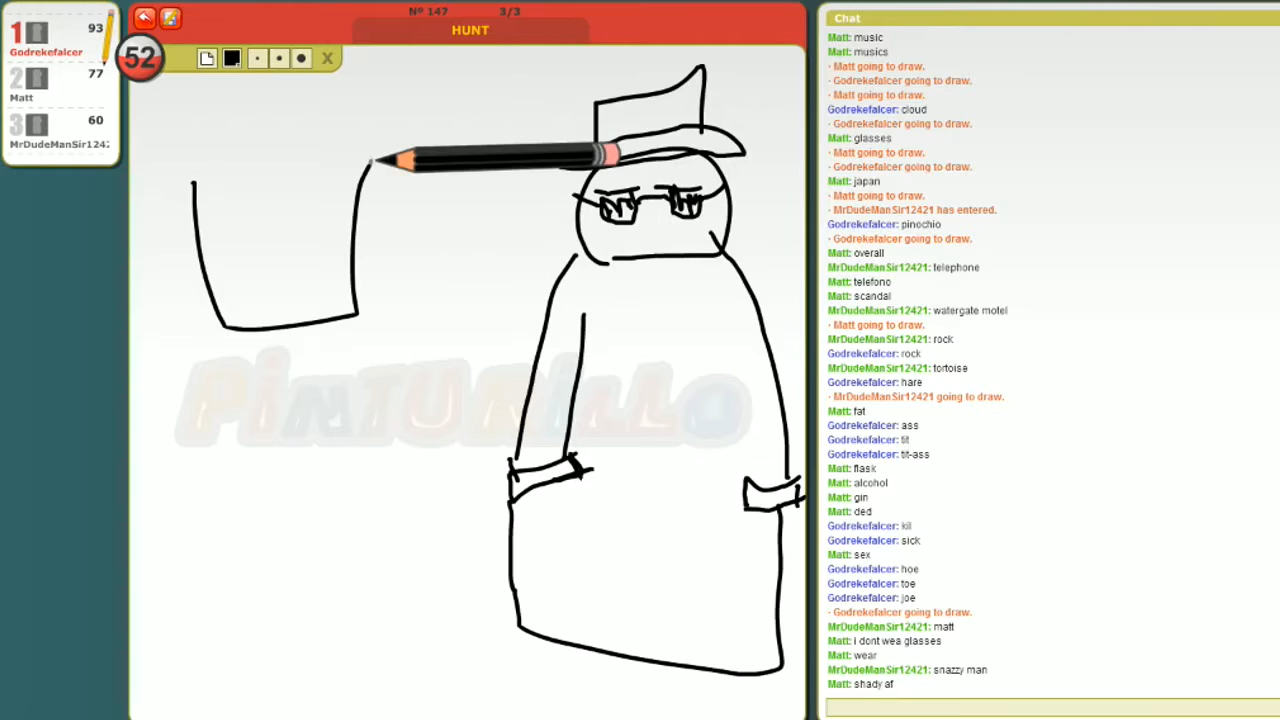 Nº 147 3/3
HUNT
1 93
Godrekefalcer
52
2 77
Matt
3 60
MrDudeManSir1242
X
PINTURILLO
Chat
Matt: music
Matt: musics
· Matt going to draw.
· Godrekefalcer going to draw.
· Matt going to draw.
Godrekefalcer: cloud
· Godrekefalcer going to draw.
Matt: glasses
· Matt going to draw.
· Godrekefalcer going to draw.
Matt: japan
· Matt going to draw.
· MrDudeManSir12421 has entered.
Godrekefalcer: pinochio
· Godrekefalcer going to draw.
Matt: overall
MrDudeManSir12421: telephone
Matt: telefono
Matt: scandal
MrDudeManSir12421: watergate motel
· Matt going to draw.
MrDudeManSir12421: rock
Godrekefalcer: rock
MrDudeManSir12421: tortoise
Godrekefalcer: hare
· MrDudeManSir12421 going to draw.
Matt: fat
Godrekefalcer: ass
Godrekefalcer: tit
Godrekefalcer: tit-ass
Matt: flask
Matt: alcohol
Matt: gin
Matt: ded
Godrekefalcer: kil
Godrekefalcer: sick
Matt: sex
Godrekefalcer: hoe
Godrekefalcer: toe
Godrekefalcer: joe
· Godrekefalcer going to draw.
MrDudeManSir12421: matt
Matt: i dont wea glasses
Matt: wear
MrDudeManSir12421: snazzy man
Matt: shady af